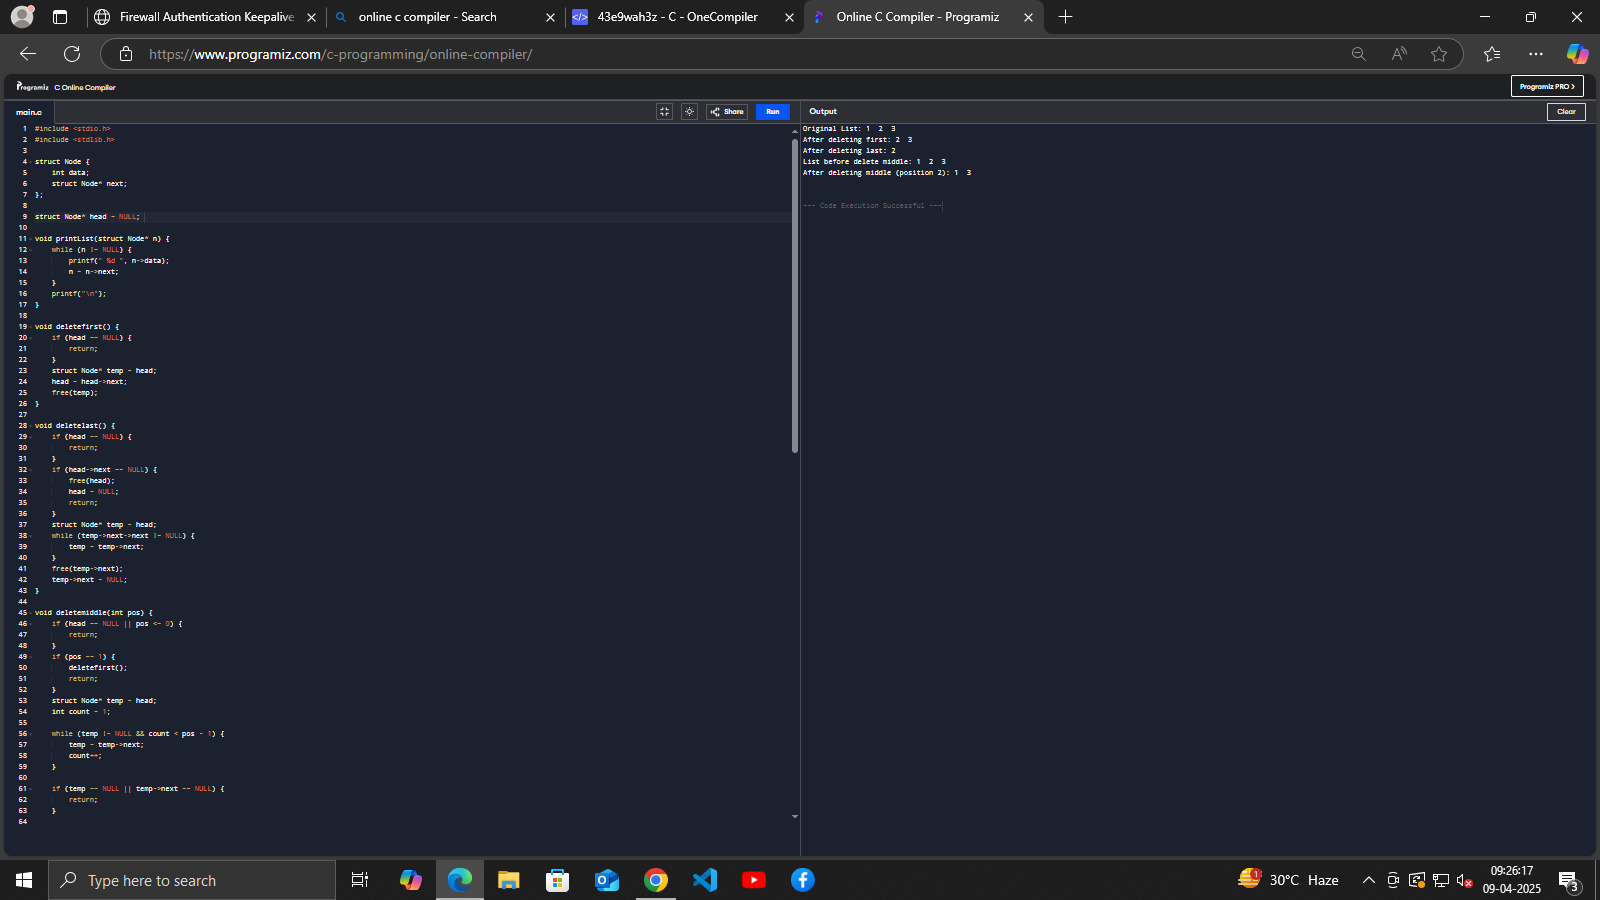 Firewall Authentication Keepalive
online c compiler - Search
43e9wah3z - C - OneCompiler
Online C Compiler - Programiz
https://www.programiz.com/c-programming/online-compiler/
Programiz C Online Compiler
Programiz PRO >
main.c
Share
Run
Output
Clear
1 #include <stdio.h>
2 #include <stdlib.h>
3
4 struct Node {
5 int data;
6 struct Node* next;
7 };
8
9 struct Node* head = NULL;
10
11 void printList(struct Node* n) {
12 while (n != NULL) {
13 printf(" %d ", n->data);
14 n = n->next;
15 }
16 printf("\n");
17 }
18
19 void deletefirst() {
20 if (head == NULL) {
21 return;
22 }
23 struct Node* temp = head;
24 head = head->next;
25 free(temp);
26 }
27
28 void deletelast() {
29 if (head == NULL) {
30 return;
31 }
32 if (head->next == NULL) {
33 free(head);
34 head = NULL;
35 return;
36 }
37 struct Node* temp = head;
38 while (temp->next->next != NULL) {
39 temp = temp->next;
40 }
41 free(temp->next);
42 temp->next = NULL;
43 }
44
45 void deletemiddle(int pos) {
46 if (head == NULL || pos <= 0) {
47 return;
48 }
49 if (pos == 1) {
50 deletefirst();
51 return;
52 }
53 struct Node* temp = head;
54 int count = 1;
55
56 while (temp != NULL && count < pos - 1) {
57 temp = temp->next;
58 count++;
59 }
60
61 if (temp == NULL || temp->next == NULL) {
62 return;
63 }
64
Original List: 1 2 3
After deleting first: 2 3
After deleting last: 2
List before delete middle: 1 2 3
After deleting middle (position 2): 1 3
=== Code Execution Successful ===
Type here to search
1
30°C Haze
09:26:17
09-04-2025
3